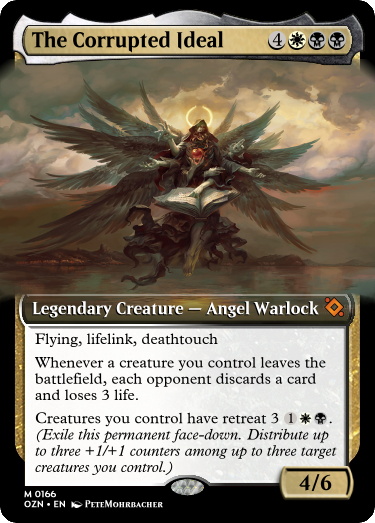 The Corrupted Ideal 4
Legendary Creature — Angel Warlock
Flying, lifelink, deathtouch
Whenever a creature you control leaves the
battlefield, each opponent discards a card
and loses 3 life.
Creatures you control have retreat 3 1.
(Exile this permanent face-down. Distribute up
to three +1/+1 counters among up to three target
creatures you control.)
4/6
M 0166
OZN • EN PeteMohrbacher